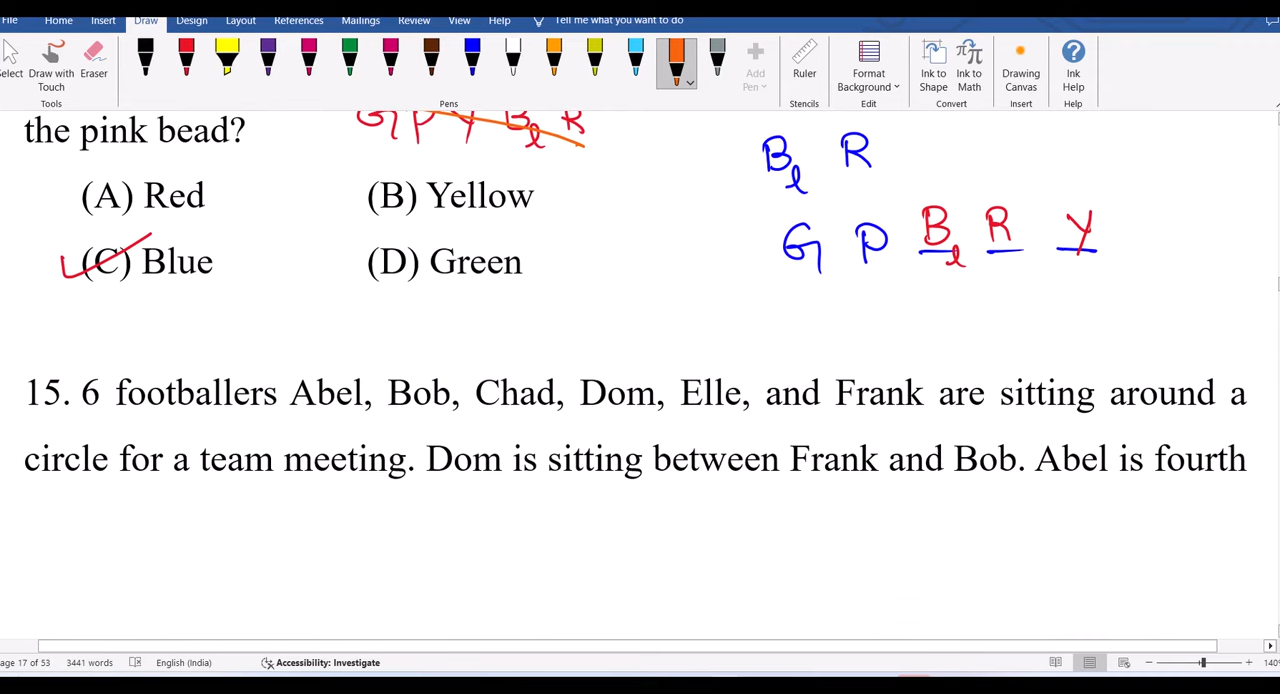 File Home Insert Draw Design Layout References Mailings Review View Help Tell me what you want to do
Select Draw with Touch Eraser Add Pen Ruler Format Background Ink to Shape Ink to Math Drawing Canvas Ink Help
Tools Pens Stencils Edit Convert Insert Help
the pink bead? G P Y Bl R
Bl R
(A) Red (B) Yellow
G P Bl R Y
(C) Blue (D) Green
15. 6 footballers Abel, Bob, Chad, Dom, Elle, and Frank are sitting around a
circle for a team meeting. Dom is sitting between Frank and Bob. Abel is fourth
age 17 of 53 3441 words English (India) Accessibility: Investigate 140